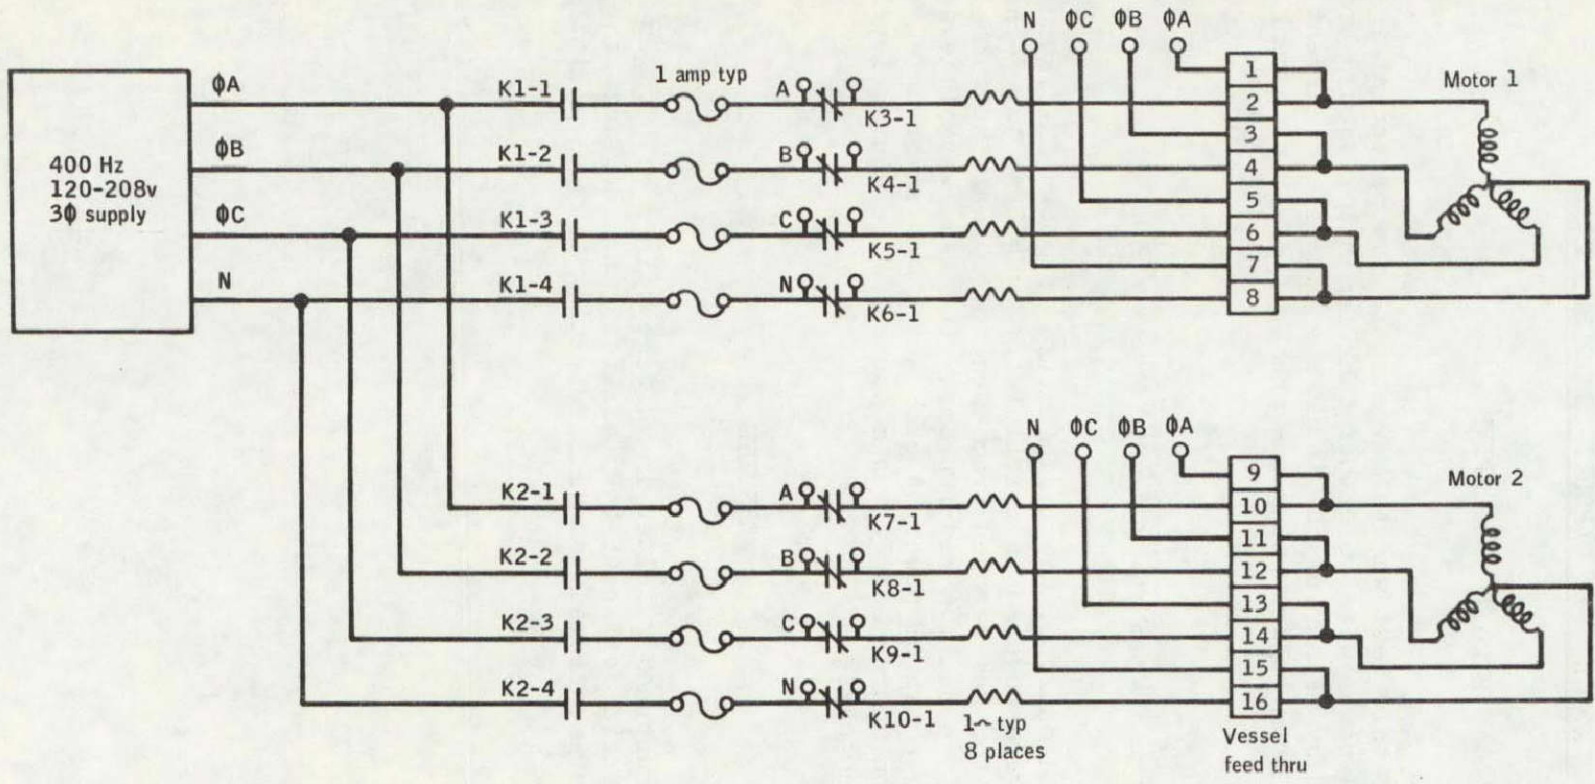 N ΦC ΦB ΦA
ΦA
K1-1
1 amp typ
A
K3-1
1
2
Motor 1
400 Hz
120-208v
3Φ supply
ΦB
K1-2
B
K4-1
3
4
ΦC
K1-3
C
K5-1
5
6
N
K1-4
N
K6-1
7
8
N ΦC ΦB ΦA
K2-1
A
K7-1
9
10
Motor 2
K2-2
B
K8-1
11
12
K2-3
C
K9-1
13
14
K2-4
N
K10-1
15
16
1~ typ
8 places
Vessel
feed thru